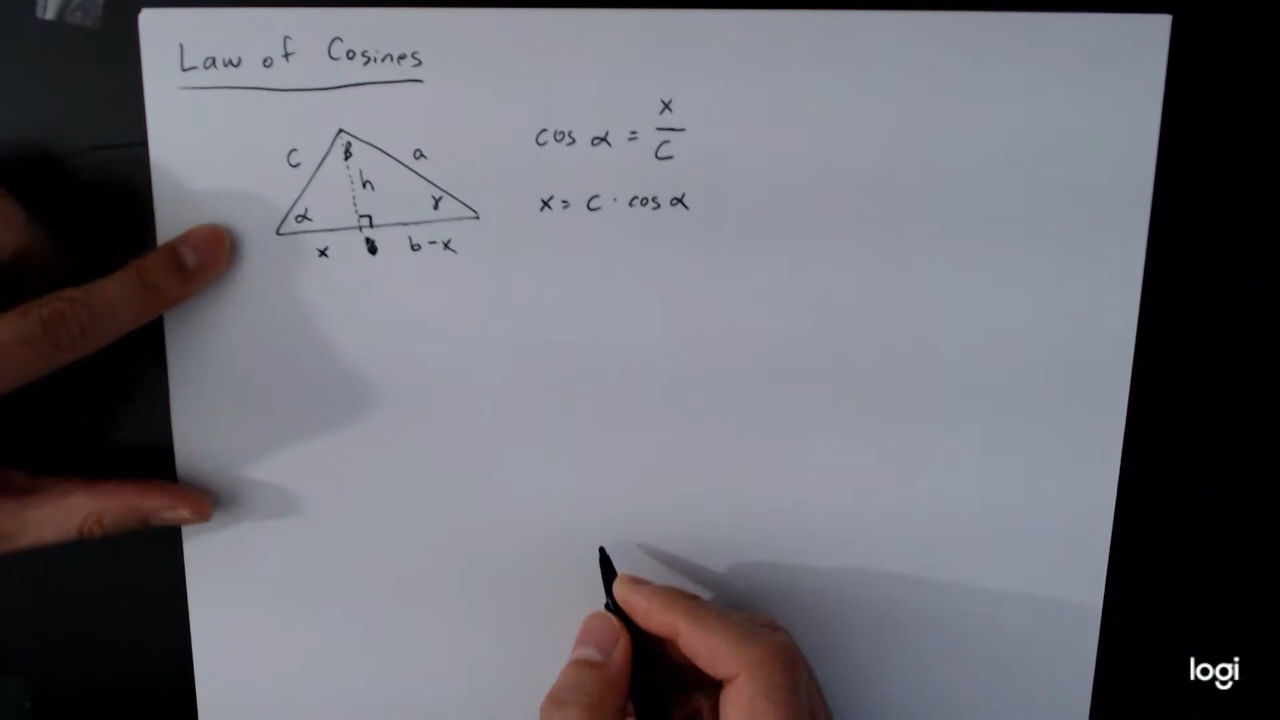 Law of Cosines
cos α = x/c
x = c · cos α
c
β
a
h
α
γ
x
b-x
logi